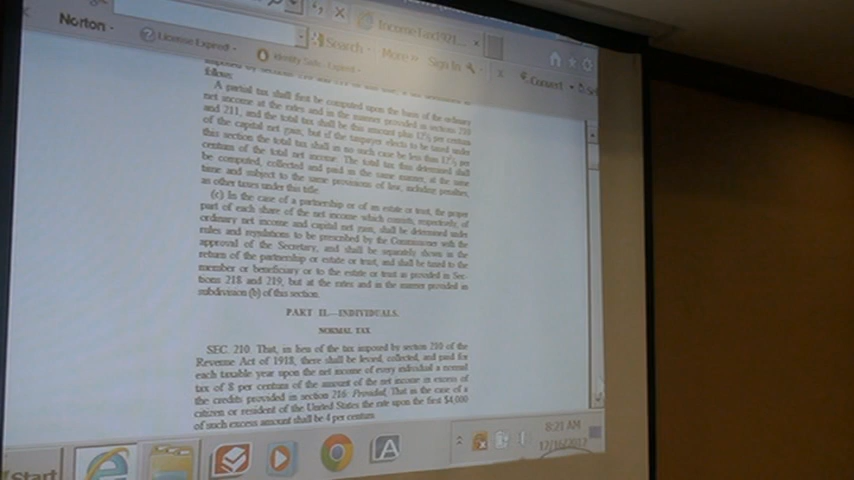 Norton
License Expired!
IncomeTax1921...
Search
More »
Sign In
Identity Safe - Expired
Convert
Sel
follows:
A partial tax shall first be computed upon the basis of the ordinary
net income at the rates and in the manner provided in sections 210
and 211, and the total tax shall be this amount plus 12½ per centum
of the capital net gain; but if the taxpayer elects to be taxed under
this section the total tax shall in no such case be less than 12½ per
centum of the total net income. The total tax thus determined shall
be computed, collected and paid in the same manner, at the same
time and subject to the same provisions of law, including penalties,
as other taxes under this title.
(c) In the case of a partnership or of an estate or trust, the proper
part of each share of the net income which consists, respectively, of
ordinary net income and capital net gain, shall be determined under
rules and regulations to be prescribed by the Commissioner with the
approval of the Secretary, and shall be separately shown in the
return of the partnership or estate or trust, and shall be taxed to the
member or beneficiary or to the estate or trust as provided in Sec-
tions 218 and 219, but at the rates and in the manner provided in
subdivision (b) of this section.
PART II.—INDIVIDUALS.
NORMAL TAX
SEC. 210. That, in lieu of the tax imposed by section 210 of the
Revenue Act of 1918, there shall be levied, collected, and paid for
each taxable year upon the net income of every individual a normal
tax of 8 per centum of the amount of the net income in excess of
the credits provided in section 216: Provided, That in the case of a
citizen or resident of the United States the rate upon the first $4,000
of such excess amount shall be 4 per centum.
Start
A
8:21 AM
12/16/2012